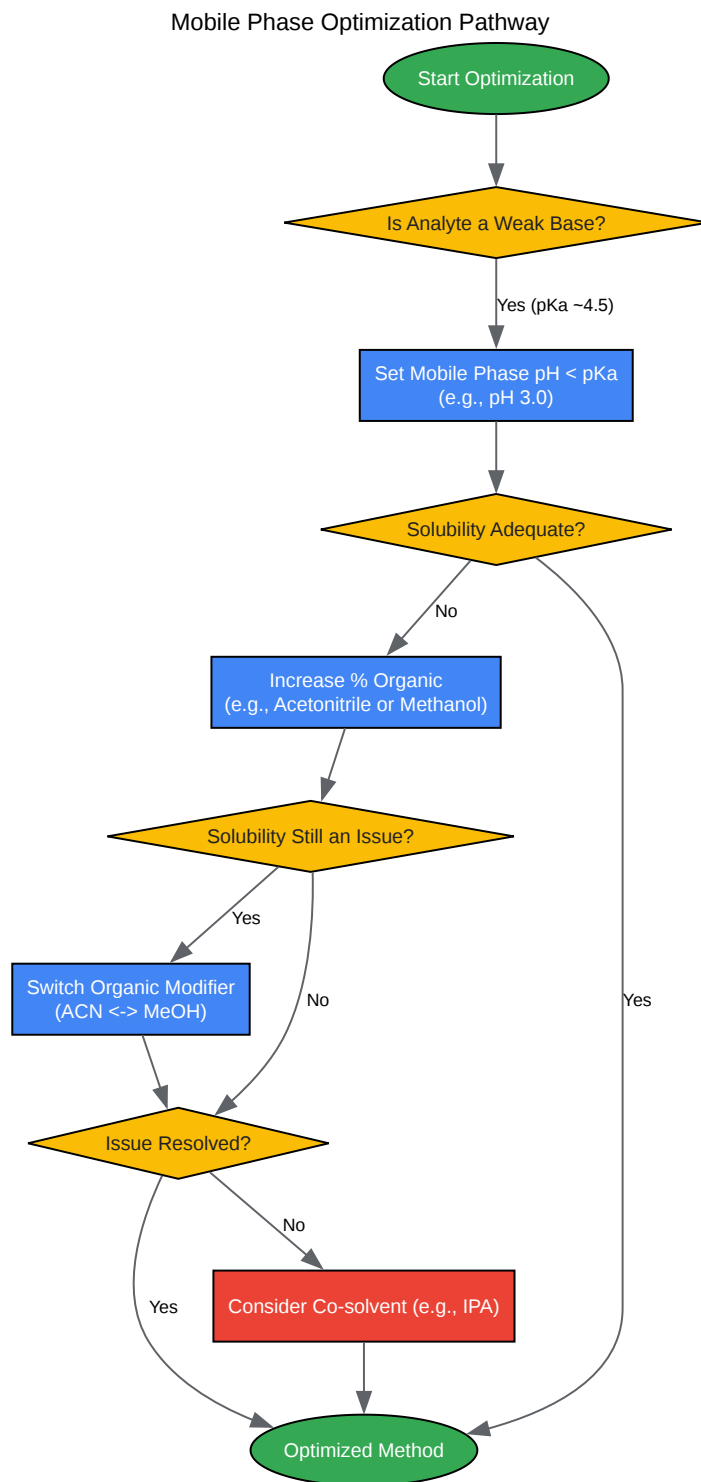 Mobile Phase Optimization Pathway
Start Optimization
Is Analyte a Weak Base?
Yes (pKa ~4.5)
Set Mobile Phase pH < pKa
(e.g., pH 3.0)
Solubility Adequate?
No
Increase % Organic
(e.g., Acetonitrile or Methanol)
Solubility Still an Issue?
Yes
Switch Organic Modifier
(ACN <-> MeOH)
No
Yes
Issue Resolved?
No
Consider Co-solvent (e.g., IPA)
Yes
Optimized Method